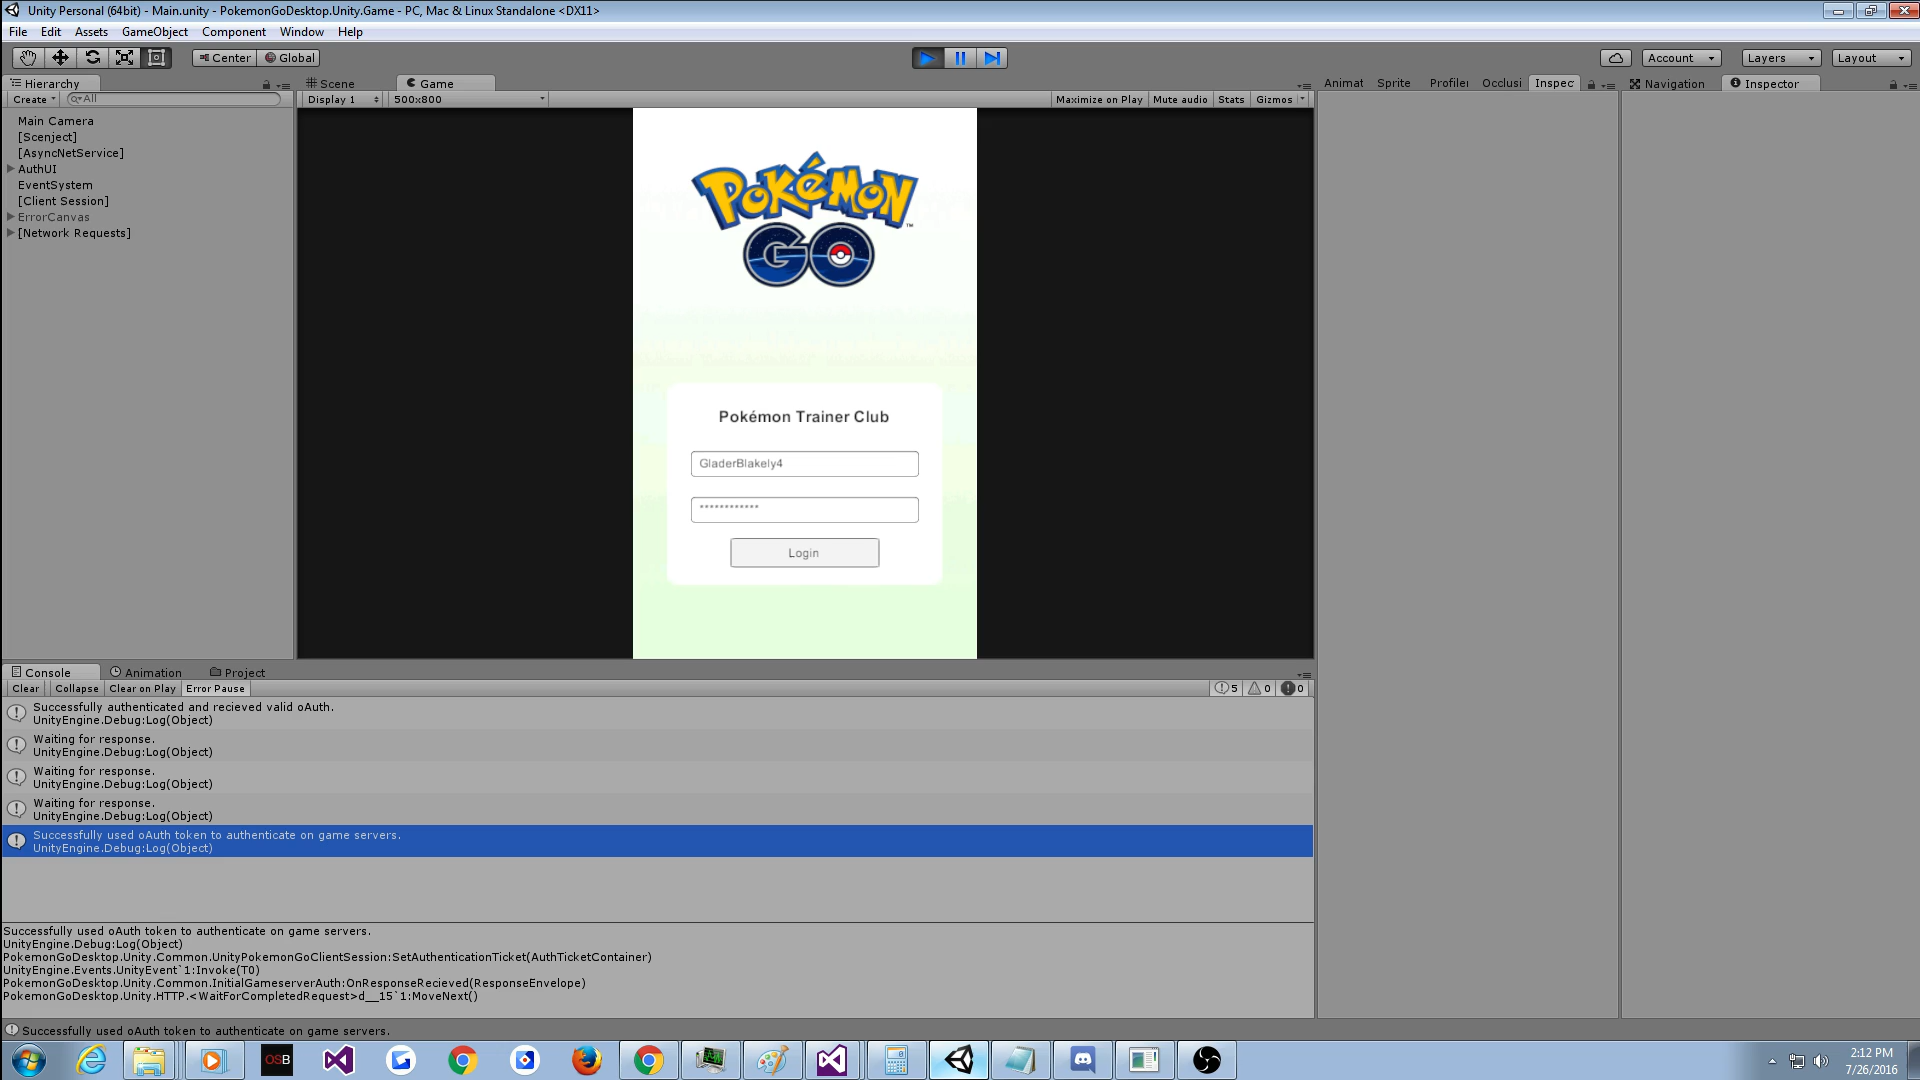 Unity Personal (64bit) - Main.unity - PokemonGoDesktop.Unity.Game - PC, Mac & Linux Standalone <DX11>
File Edit Assets GameObject Component Window Help
Center Global Account Layers Layout
Hierarchy Scene Game Animat Sprite Profiler Occlusi Inspec Navigation Inspector
Create All Display 1 500x800 Maximize on Play Mute audio Stats Gizmos
Main Camera
[Scenject]
[AsyncNetService]
AuthUI
EventSystem
[Client Session]
ErrorCanvas
[Network Requests]
POKéMON
™
GO
Pokémon Trainer Club
GladerBlakely4
************
Login
Console Animation Project
Clear Collapse Clear on Play Error Pause 5 0 0
Successfully authenticated and recieved valid oAuth.
UnityEngine.Debug:Log(Object)
Waiting for response.
UnityEngine.Debug:Log(Object)
Waiting for response.
UnityEngine.Debug:Log(Object)
Waiting for response.
UnityEngine.Debug:Log(Object)
Successfully used oAuth token to authenticate on game servers.
UnityEngine.Debug:Log(Object)
Successfully used oAuth token to authenticate on game servers.
UnityEngine.Debug:Log(Object)
PokemonGoDesktop.Unity.Common.UnityPokemonGoClientSession:SetAuthenticationTicket(AuthTicketContainer)
UnityEngine.Events.UnityEvent`1:Invoke(T0)
PokemonGoDesktop.Unity.Common.InitialGameserverAuth:OnResponseRecieved(ResponseEnvelope)
PokemonGoDesktop.Unity.HTTP.<WaitForCompletedRequest>d__15`1:MoveNext()
Successfully used oAuth token to authenticate on game servers.
OSB
2:12 PM
7/26/2016